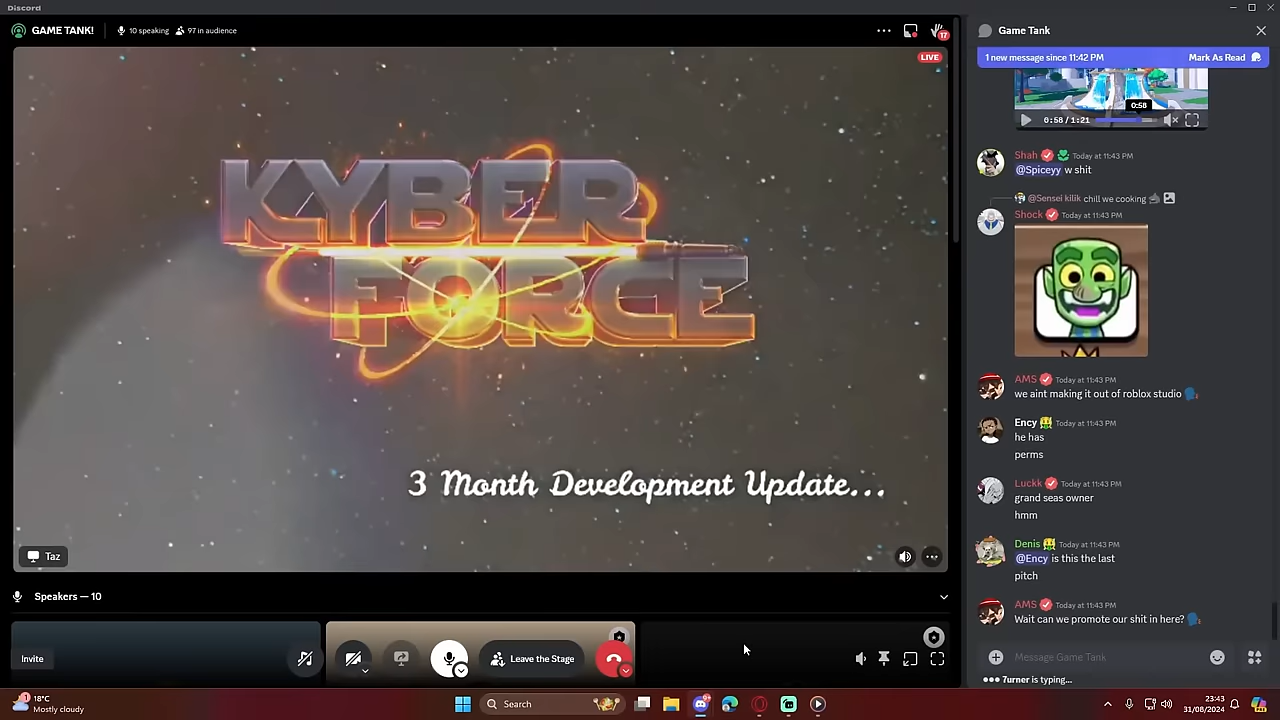 Discord
GAME TANK!
10 speaking
97 in audience
17
LIVE
KYBER
FORCE
3 Month Development Update...
Taz
Speakers — 10
Invite
Leave the Stage
Game Tank
1 new message since 11:42 PM
Mark As Read
0:58
0:58 / 1:21
Shah Today at 11:43 PM
@Spiceyy w shit
@Sensei kilik chill we cooking
Shock Today at 11:43 PM
AMS Today at 11:43 PM
we aint making it out of roblox studio
Ency Today at 11:43 PM
he has
perms
Luckk Today at 11:43 PM
grand seas owner
hmm
Denis Today at 11:43 PM
@Ency is this the last
pitch
AMS Today at 11:43 PM
Wait can we promote our shit in here?
Message Game Tank
7urner is typing...
18°C
Mostly cloudy
Search
23:43
31/08/2024